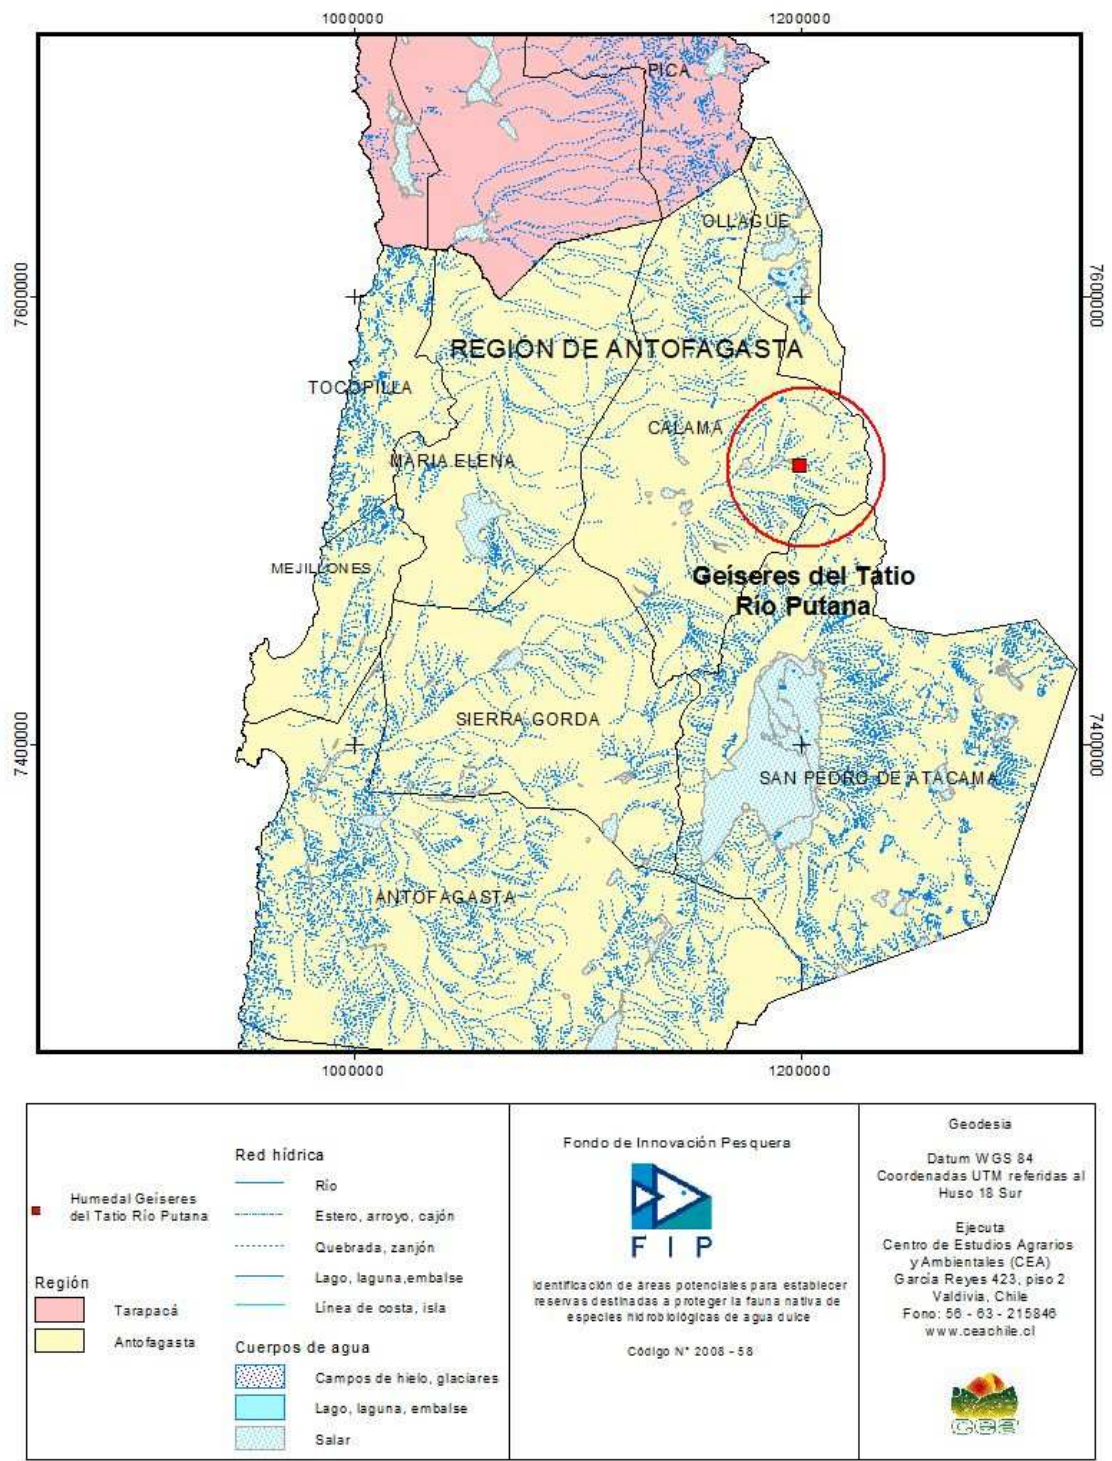 1000000
1200000
PICA
OLLAGUE
7600000
7600000
REGIÓN DE ANTOFAGASTA
TOCOPILLA
CALAMA
MARIA ELENA
MEJILLONES
Geíseres del Tatio
Río Putana
SIERRA GORDA
7400000
7400000
SAN PEDRO DE ATACAMA
ANTOFAGASTA
1000000
1200000
Humedal Geíseres
del Tatio Río Putana
Región
Tarapacá
Antofagasta
Red hídrica
Río
Estero, arroyo, cajón
Quebrada, zanjón
Lago, laguna,embalse
Línea de costa, isla
Cuerpos de agua
Campos de hielo, glaciares
Lago, laguna, embalse
Salar
Fondo de Innovación Pesquera
FIP
Identificación de áreas potenciales para establecer
reservas destinadas a proteger la fauna nativa de
especies hidrobiológicas de agua dulce
Código N° 2008 - 58
Geodesia
Datum WGS 84
Coordenadas UTM referidas al
Huso 18 Sur
Ejecuta
Centro de Estudios Agrarios
y Ambientales (CEA)
García Reyes 423, piso 2
Valdivia, Chile
Fono: 56 - 63 - 215846
www.ceachile.cl
cea